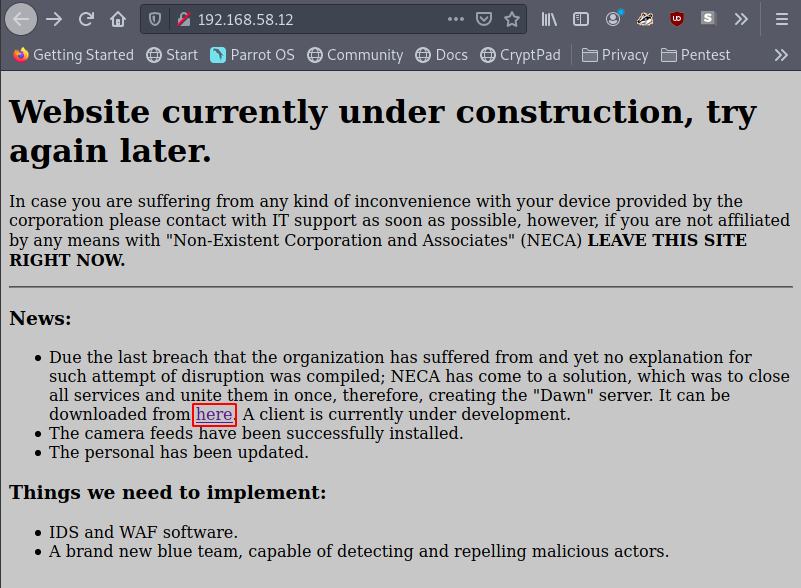 192.168.58.12
Getting Started Start Parrot OS Community Docs CryptPad Privacy Pentest
Website currently under construction, try
again later.
In case you are suffering from any kind of inconvenience with your device provided by the
corporation please contact with IT support as soon as possible, however, if you are not affiliated
by any means with "Non-Existent Corporation and Associates" (NECA) LEAVE THIS SITE
RIGHT NOW.
News:
Due the last breach that the organization has suffered from and yet no explanation for
such attempt of disruption was compiled; NECA has come to a solution, which was to close
all services and unite them in once, therefore, creating the "Dawn" server. It can be
downloaded from here. A client is currently under development.
The camera feeds have been successfully installed.
The personal has been updated.
Things we need to implement:
IDS and WAF software.
A brand new blue team, capable of detecting and repelling malicious actors.